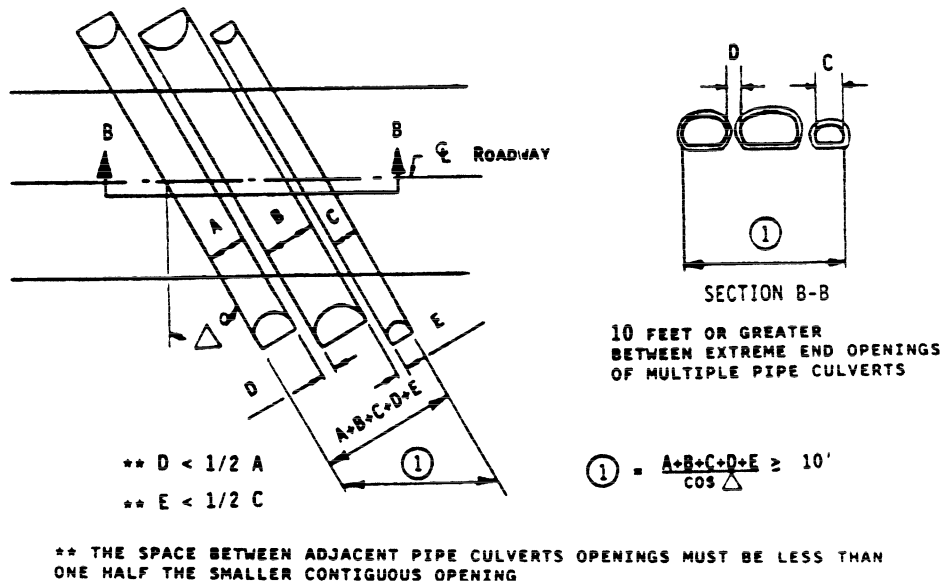 D
C
B
B
℄ ROADWAY
A
B
C
1
SECTION B-B
E
△
10 FEET OR GREATER
BETWEEN EXTREME END OPENINGS
OF MULTIPLE PIPE CULVERTS
D
A+B+C+D+E
1
** D < 1/2 A
** E < 1/2 C
1 = A+B+C+D+E / COS △ ≥ 10'
** THE SPACE BETWEEN ADJACENT PIPE CULVERTS OPENINGS MUST BE LESS THAN
ONE HALF THE SMALLER CONTIGUOUS OPENING